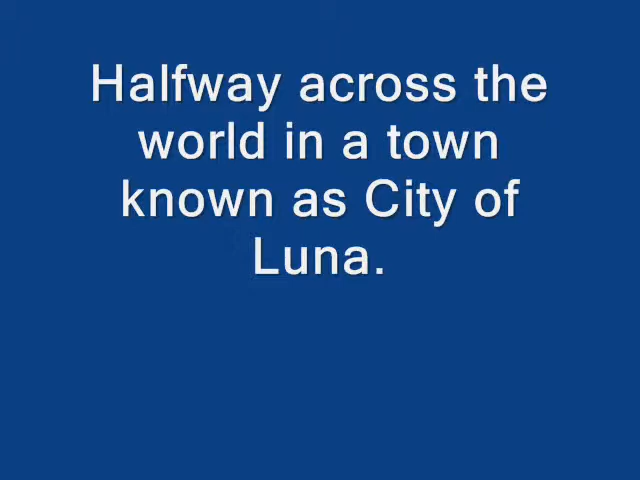 Halfway across the
world in a town
known as City of
Luna.